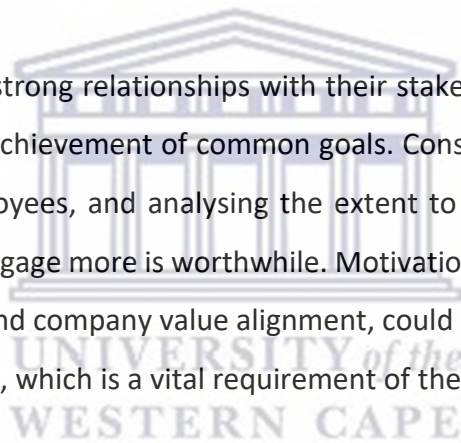 strong relationships with their stake
chievement of common goals. Cons
oyees, and analysing the extent to
gage more is worthwhile. Motivatio
nd company value alignment, could
UNIVERSITY of the
, which is a vital requirement of the
WESTERN CAPE